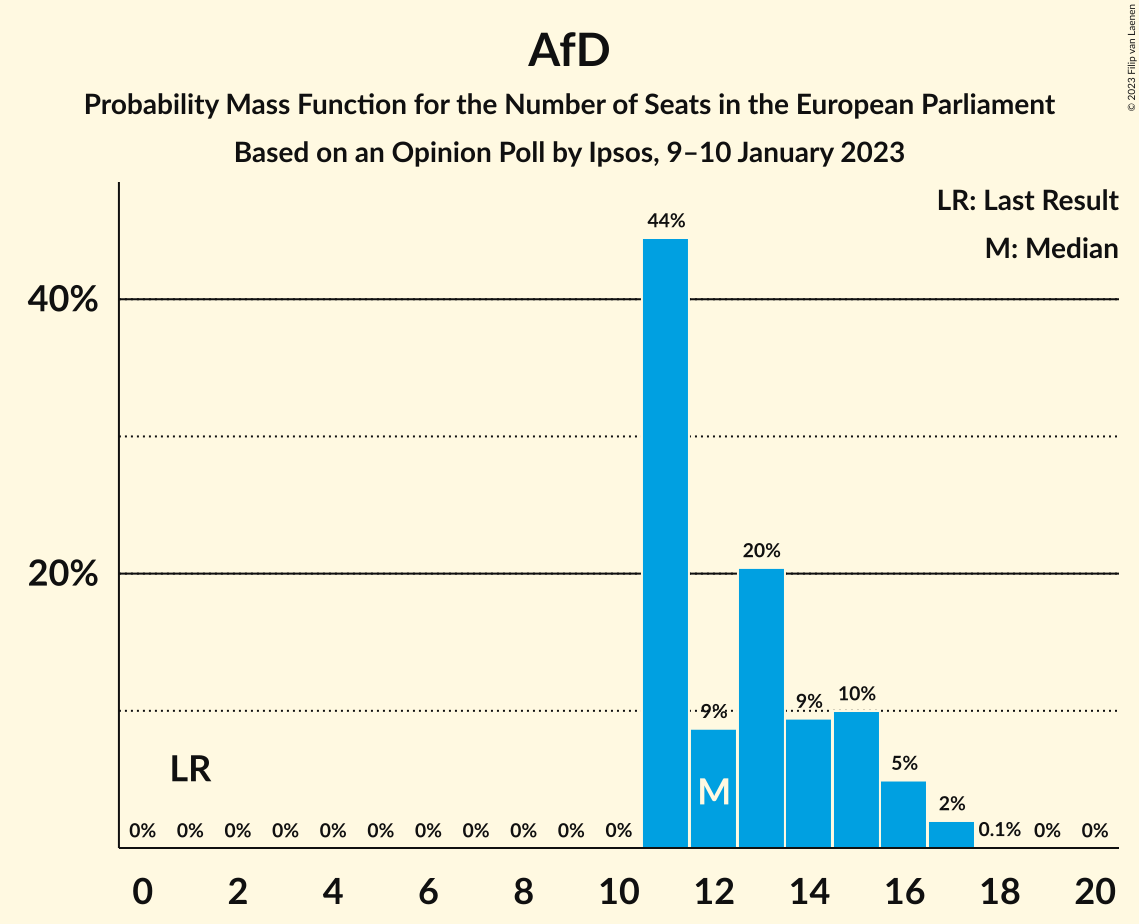 AfD
Probability Mass Function for the Number of Seats in the European Parliament
Based on an Opinion Poll by Ipsos, 9–10 January 2023
© 2023 Filip van Laenen
LR: Last Result
M: Median
44%
40%
20%
20%
10%
9%
9%
5%
LR
M
2%
0% 0% 0% 0% 0% 0% 0% 0% 0% 0% 0% 0.1% 0% 0%
0 2 4 6 8 10 12 14 16 18 20